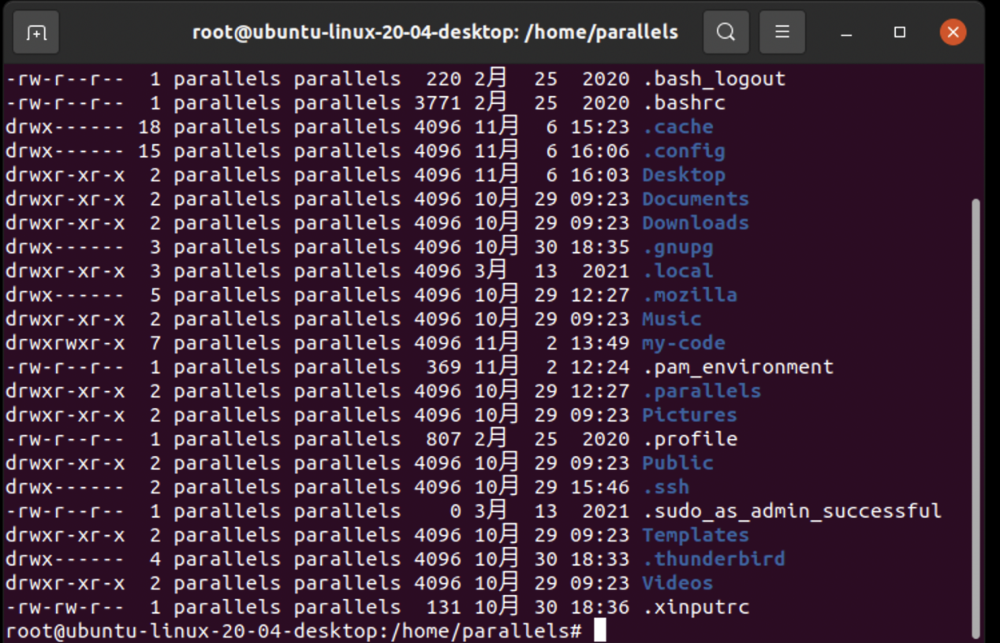 root@ubuntu-linux-20-04-desktop: /home/parallels
-rw-r--r--  1 parallels parallels  220 2月   25  2020 .bash_logout
-rw-r--r--  1 parallels parallels 3771 2月   25  2020 .bashrc
drwx------ 18 parallels parallels 4096 11月  6 15:23 .cache
drwx------ 15 parallels parallels 4096 11月  6 16:06 .config
drwxr-xr-x  2 parallels parallels 4096 11月  6 16:03 Desktop
drwxr-xr-x  2 parallels parallels 4096 10月 29 09:23 Documents
drwxr-xr-x  2 parallels parallels 4096 10月 29 09:23 Downloads
drwx------  3 parallels parallels 4096 10月 30 18:35 .gnupg
drwxr-xr-x  3 parallels parallels 4096 3月   13  2021 .local
drwx------  5 parallels parallels 4096 10月 29 12:27 .mozilla
drwxr-xr-x  2 parallels parallels 4096 10月 29 09:23 Music
drwxrwxr-x  7 parallels parallels 4096 11月  2 13:49 my-code
-rw-r--r--  1 parallels parallels  369 11月  2 12:24 .pam_environment
drwxr-xr-x  2 parallels parallels 4096 10月 29 12:27 .parallels
drwxr-xr-x  2 parallels parallels 4096 10月 29 09:23 Pictures
-rw-r--r--  1 parallels parallels  807 2月   25  2020 .profile
drwxr-xr-x  2 parallels parallels 4096 10月 29 09:23 Public
drwx------  2 parallels parallels 4096 10月 29 15:46 .ssh
-rw-r--r--  1 parallels parallels    0 3月   13  2021 .sudo_as_admin_successful
drwxr-xr-x  2 parallels parallels 4096 10月 29 09:23 Templates
drwx------  4 parallels parallels 4096 10月 30 18:33 .thunderbird
drwxr-xr-x  2 parallels parallels 4096 10月 29 09:23 Videos
-rw-rw-r--  1 parallels parallels  131 10月 30 18:36 .xinputrc
root@ubuntu-linux-20-04-desktop:/home/parallels#